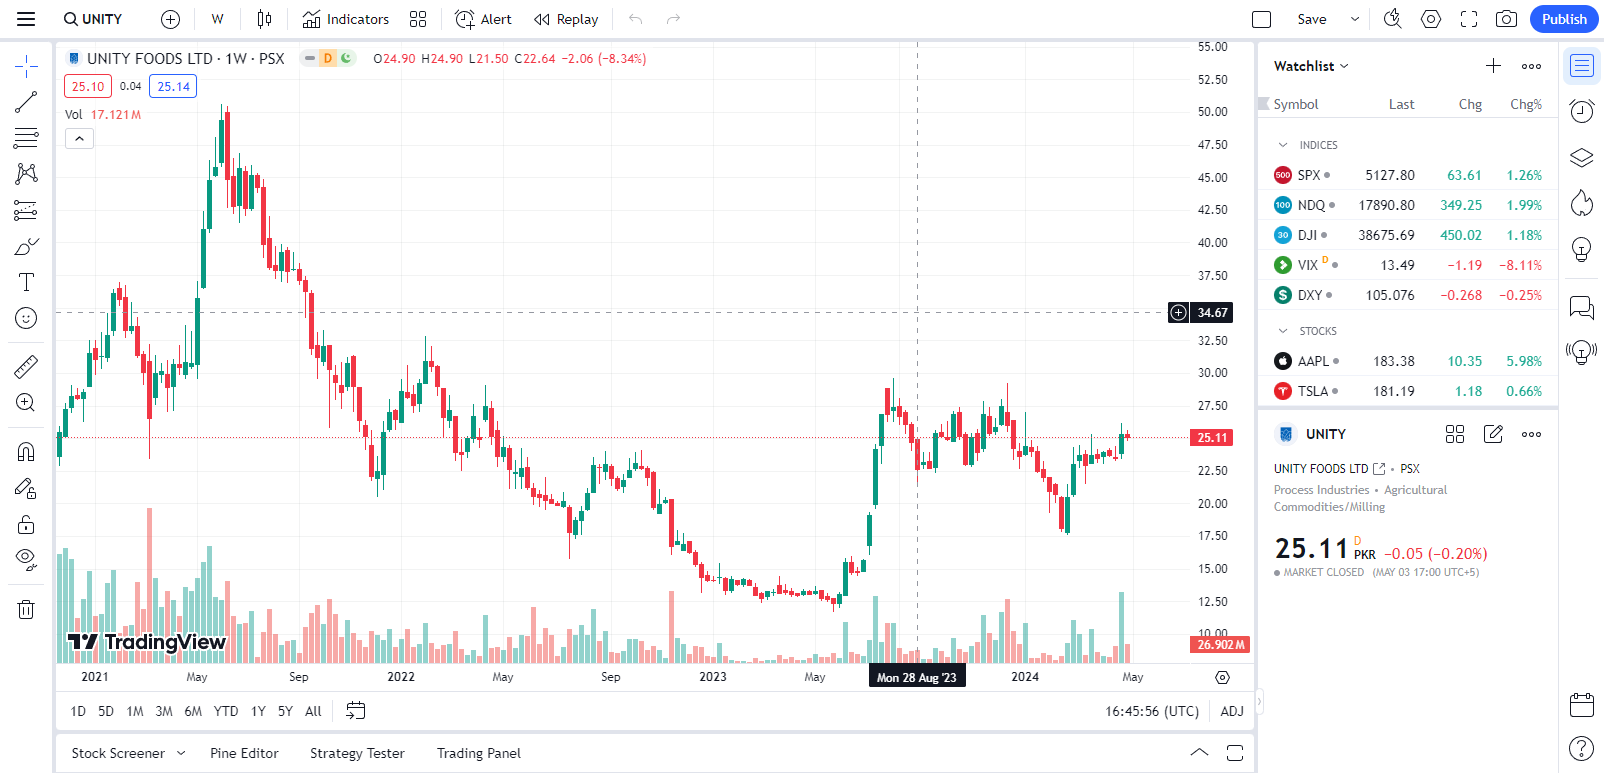 UNITY
W
Indicators
Alert
Replay
Save
Publish
UNITY FOODS LTD · 1W · PSX
D
O24.90 H24.90 L21.50 C22.64 −2.06 (−8.34%)
25.10
0.04
25.14
Vol 17.121M
55.00
52.50
50.00
47.50
45.00
42.50
40.00
37.50
34.67
32.50
30.00
27.50
25.11
22.50
20.00
17.50
15.00
12.50
10.00
26.902M
TradingView
2021
May
Sep
2022
May
Sep
2023
May
Mon 28 Aug '23
2024
May
1D 5D 1M 3M 6M YTD 1Y 5Y All
16:45:56 (UTC)
ADJ
Stock Screener
Pine Editor
Strategy Tester
Trading Panel
Watchlist
Symbol Last Chg Chg%
INDICES
500 SPX 5127.80 63.61 1.26%
100 NDQ 17890.80 349.25 1.99%
30 DJI 38675.69 450.02 1.18%
VIX D 13.49 −1.19 −8.11%
S DXY 105.076 −0.268 −0.25%
STOCKS
AAPL 183.38 10.35 5.98%
TSLA 181.19 1.18 0.66%
UNITY
UNITY FOODS LTD • PSX
Process Industries • Agricultural
Commodities/Milling
25.11 D PKR −0.05 (−0.20%)
MARKET CLOSED (MAY 03 17:00 UTC+5)